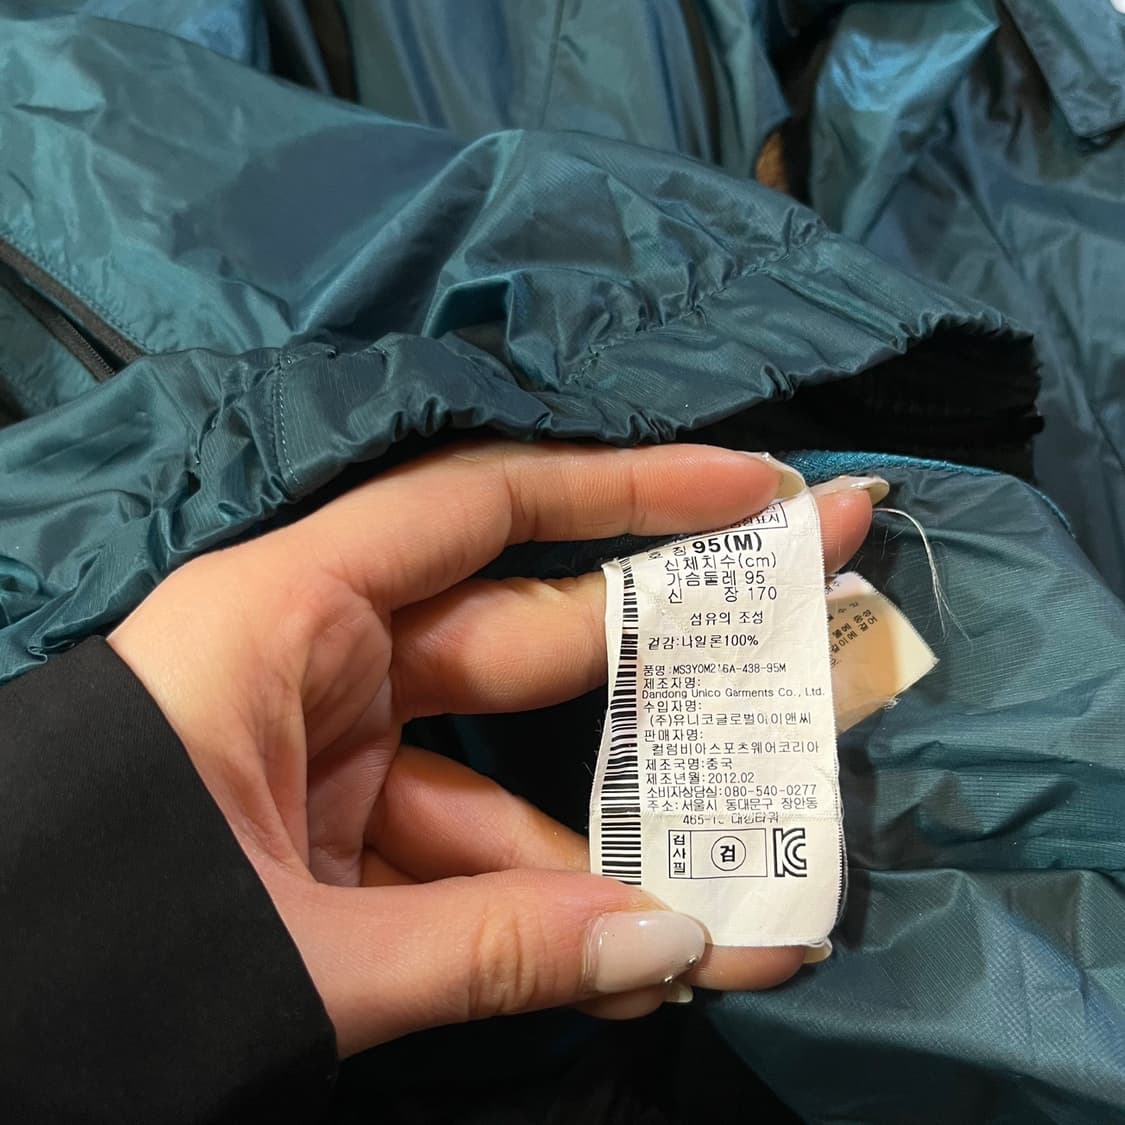 호 칭 95(M)
신체치수(cm)
가슴둘레 95
신 장 170
섬유의 조성
겉감:나일론100%
품명:MS3Y0M216A-438-95M
제조자명:
Dandong Unico Garments Co., Ltd.
수입자명:
(주)유니코글로벌아이앤씨
판매자명:
컬럼비아스포츠웨어코리아
제조국명:중국
제조년월:2012.02
소비자상담실:080-540-0277
주소:서울시 동대문구 장안동
검사필
검
KC